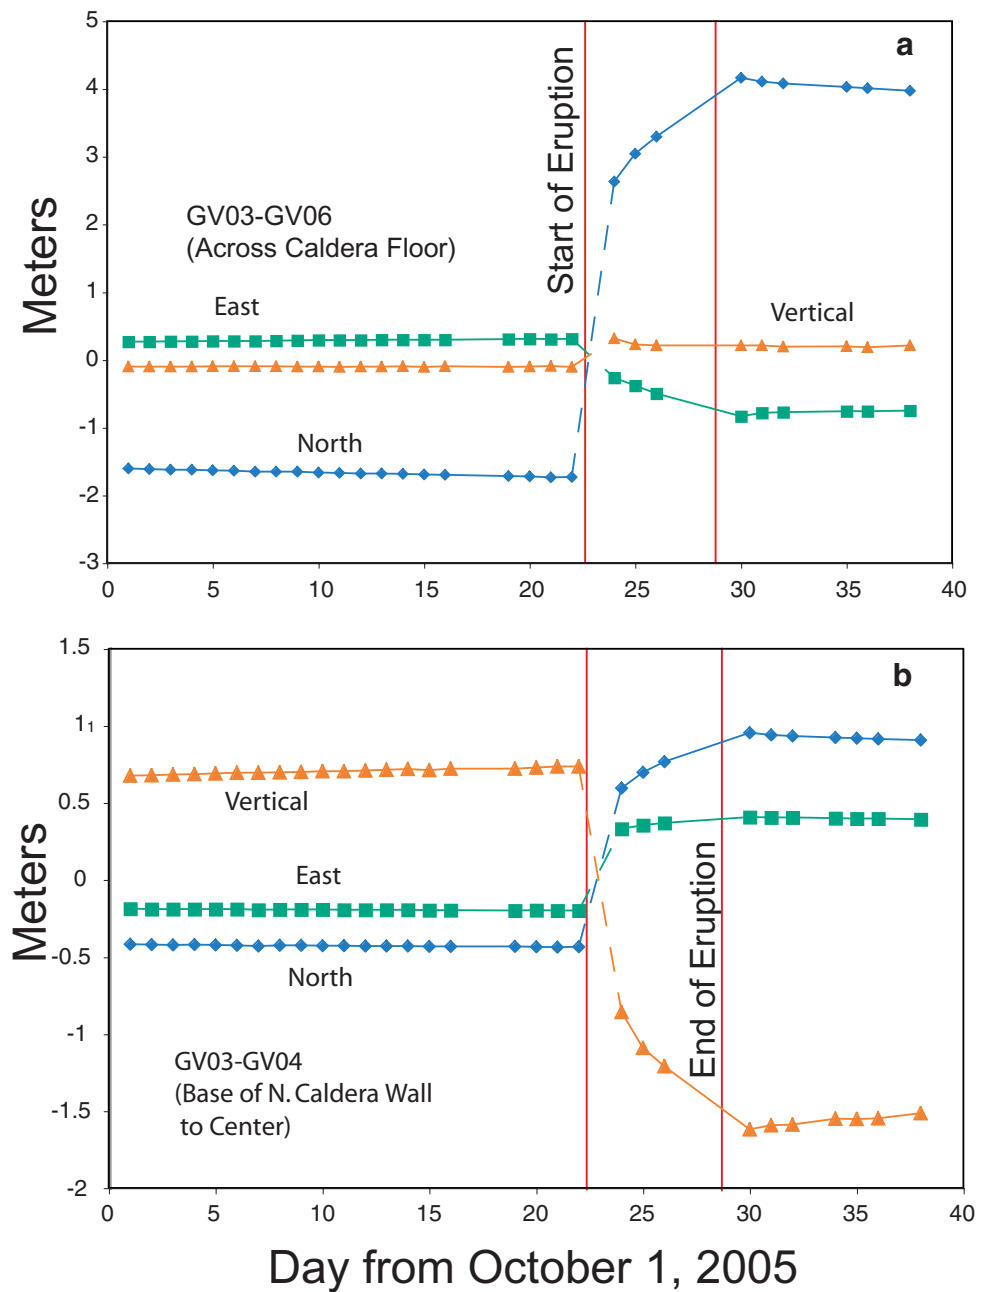 a
5
4
3
2
1
0
-1
-2
-3
Meters
GV03-GV06
(Across Caldera Floor)
East
North
Start of Eruption
Vertical
0 5 10 15 20 25 30 35 40
b
1.5
11
0.5
0
-0.5
-1
-1.5
-2
Meters
Vertical
East
North
GV03-GV04
(Base of N. Caldera Wall
to Center)
End of Eruption
0 5 10 15 20 25 30 35 40
Day from October 1, 2005